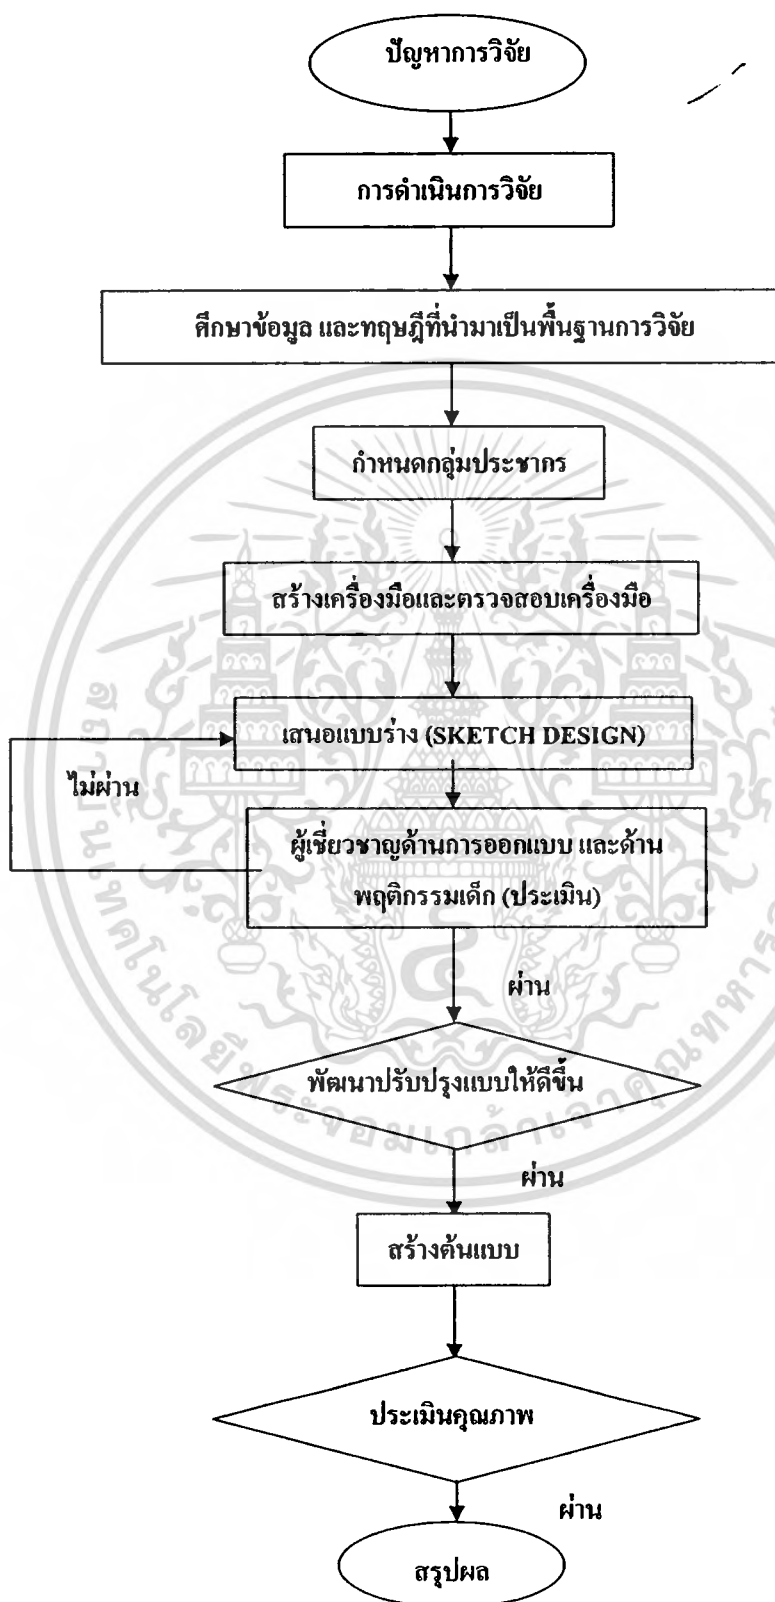 ปัญหาการวิจัย
การดำเนินการวิจัย
ศึกษาข้อมูล และทฤษฎีที่นำมาเป็นพื้นฐานการวิจัย
กำหนดกลุ่มประชากร
สร้างเครื่องมือและตรวจสอบเครื่องมือ
เสนอแบบร่าง (SKETCH DESIGN)
ไม่ผ่าน
ผู้เชี่ยวชาญด้านการออกแบบ และด้าน
พฤติกรรมเด็ก (ประเมิน)
ผ่าน
พัฒนาปรับปรุงแบบให้ดีขึ้น
ผ่าน
สร้างต้นแบบ
ประเมินคุณภาพ
ผ่าน
สรุปผล